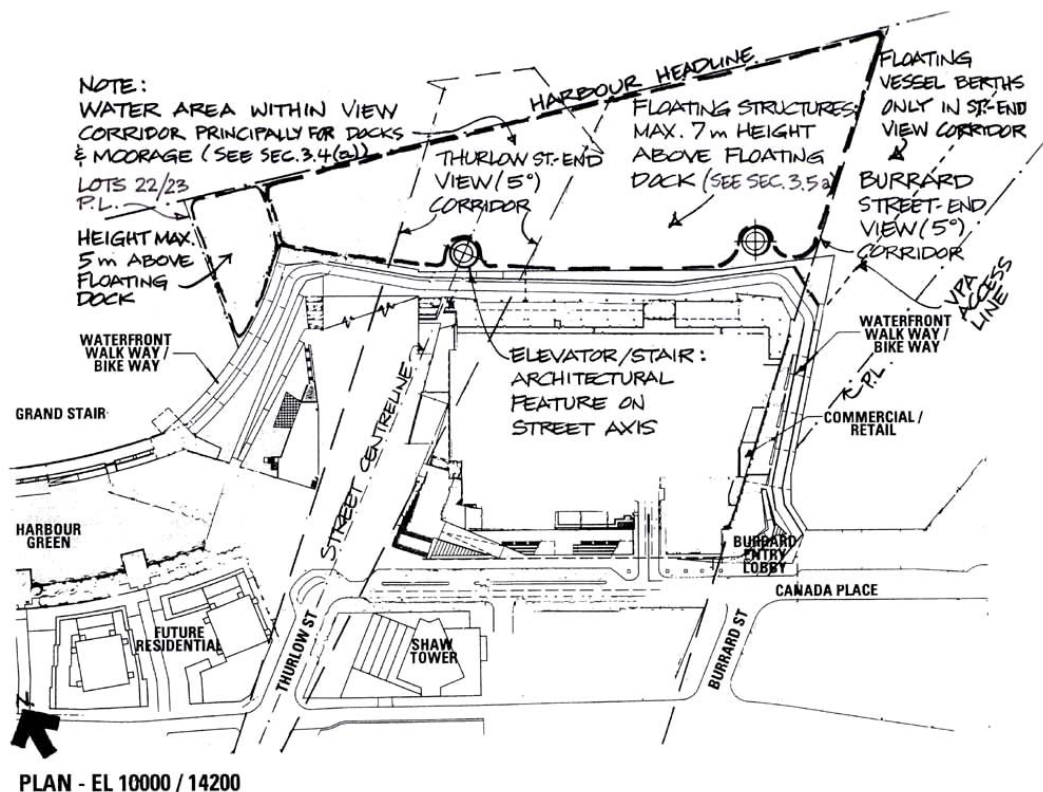 NOTE:
WATER AREA WITHIN VIEW
CORRIDOR PRINCIPALLY FOR DOCKS
& MOORAGE (SEE SEC. 3.4(a))
LOTS 22/23
P.L.
HEIGHT MAX.
5 m ABOVE
FLOATING
DOCK
HARBOUR HEADLINE
THURLOW ST.-END
VIEW (5°)
CORRIDOR
FLOATING STRUCTURES:
MAX. 7 m HEIGHT
ABOVE FLOATING
DOCK (SEE SEC. 3.5a)
FLOATING
VESSEL BERTHS
ONLY IN ST.-END
VIEW CORRIDOR
BURRARD
STREET-END
VIEW (5°)
CORRIDOR
VPA
ACCESS
LINE
WATERFRONT
WALK WAY /
BIKE WAY
WATERFRONT
WALK WAY /
BIKE WAY
P.L.
ELEVATOR/STAIR:
ARCHITECTURAL
FEATURE ON
STREET AXIS
GRAND STAIR
COMMERCIAL /
RETAIL
STREET CENTRELINE
HARBOUR
GREEN
BURRARD
ENTRY
LOBBY
CANADA PLACE
FUTURE
RESIDENTIAL
THURLOW ST
SHAW
TOWER
BURRARD ST
N
PLAN - EL 10000 / 14200